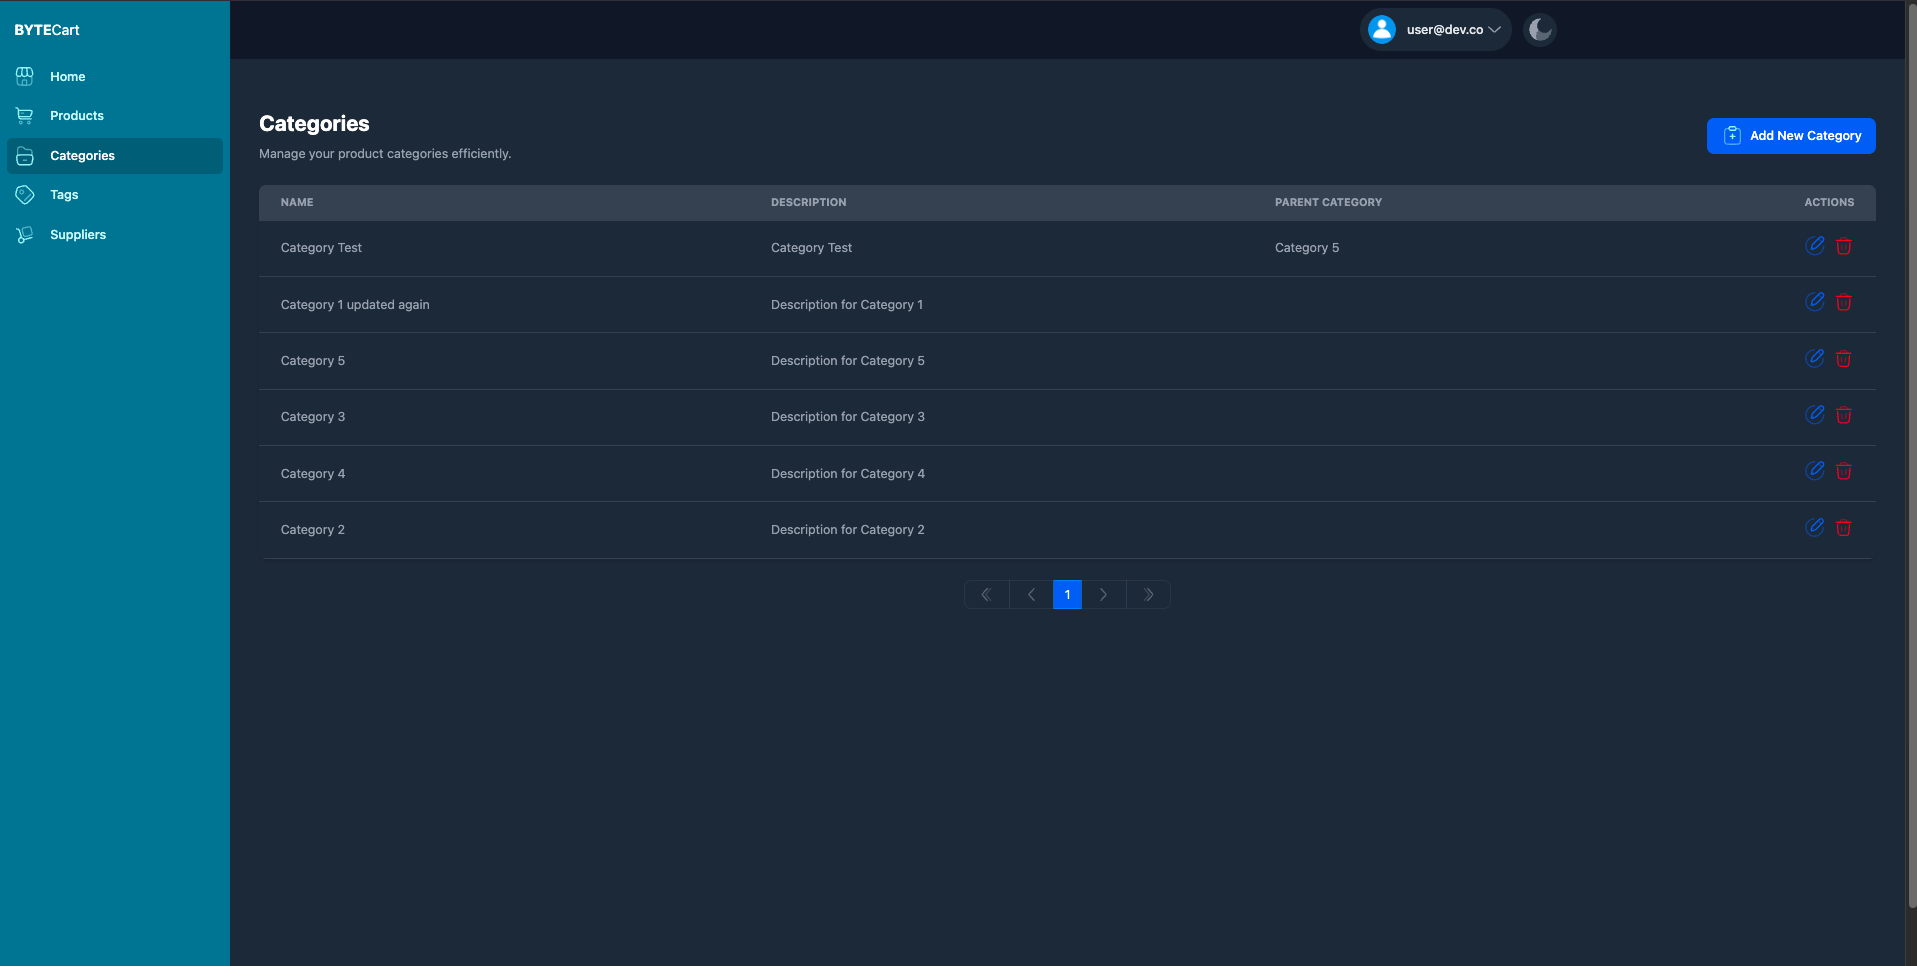 BYTECart
user@dev.co
Home
Products
Categories
Tags
Suppliers
Categories
Manage your product categories efficiently.
Add New Category
NAME DESCRIPTION PARENT CATEGORY ACTIONS
Category Test Category Test Category 5
Category 1 updated again Description for Category 1
Category 5 Description for Category 5
Category 3 Description for Category 3
Category 4 Description for Category 4
Category 2 Description for Category 2
1